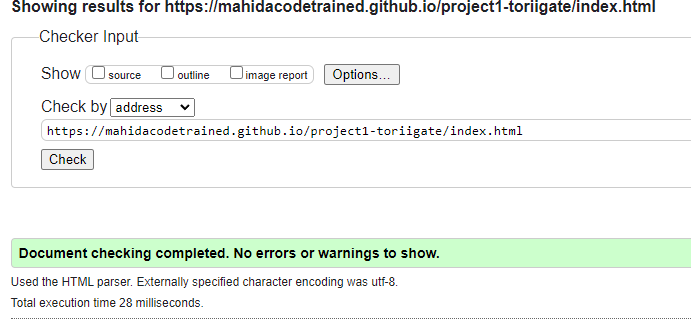 Showing results for https://mahidacodetrained.github.io/project1-toriigate/index.html
Checker Input
Show source outline image report Options...
Check by address
https://mahidacodetrained.github.io/project1-toriigate/index.html
Check
Document checking completed. No errors or warnings to show.
Used the HTML parser. Externally specified character encoding was utf-8.
Total execution time 28 milliseconds.